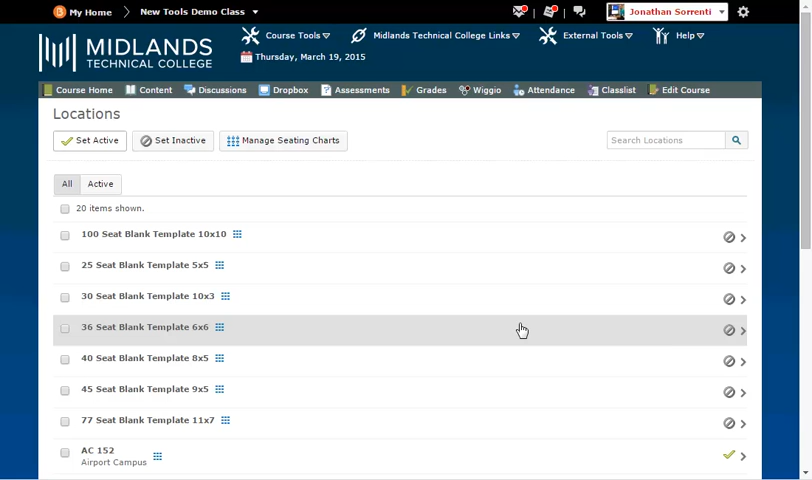 My Home New Tools Demo Class Jonathan Sorrenti
MIDLANDS
TECHNICAL COLLEGE
Course Tools Midlands Technical College Links External Tools Help
Thursday, March 19, 2015
Course Home Content Discussions Dropbox Assessments Grades Wiggio Attendance Classlist Edit Course
Locations
Set Active Set Inactive Manage Seating Charts Search Locations
All Active
20 items shown.
100 Seat Blank Template 10x10
25 Seat Blank Template 5x5
30 Seat Blank Template 10x3
36 Seat Blank Template 6x6
40 Seat Blank Template 8x5
45 Seat Blank Template 9x5
77 Seat Blank Template 11x7
AC 152
Airport Campus